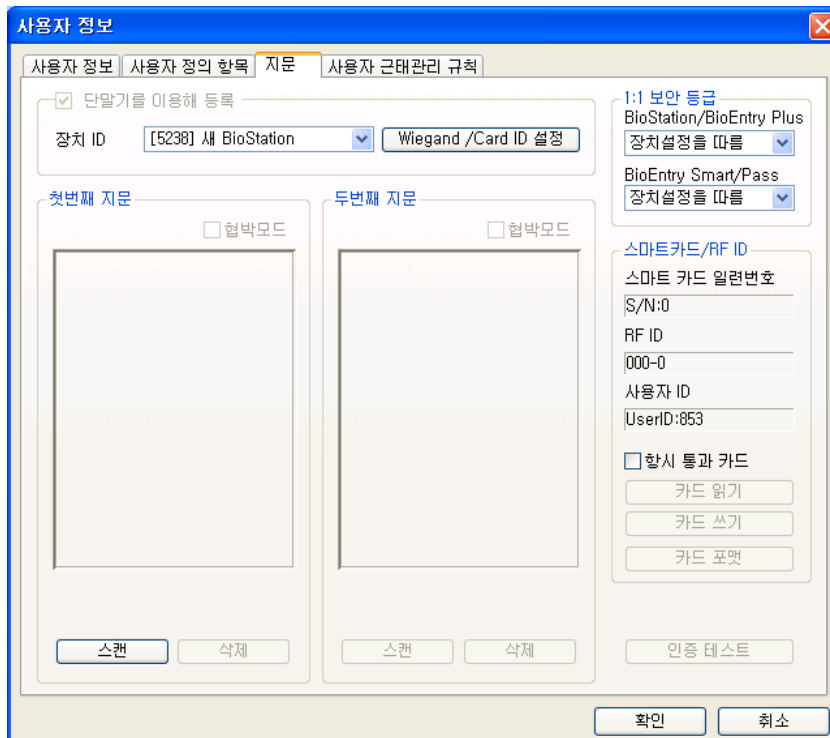 사용자 정보
사용자 정보 사용자 정의 항목 지문 사용자 근태관리 규칙
단말기를 이용해 등록
장치 ID [5238] 새 BioStation Wiegand /Card ID 설정
1:1 보안 등급
BioStation/BioEntry Plus
장치설정을 따름
BioEntry Smart/Pass
장치설정을 따름
첫번째 지문
협박모드
스캔 삭제
두번째 지문
협박모드
스캔 삭제
스마트카드/RF ID
스마트 카드 일련번호
S/N:0
RF ID
000-0
사용자 ID
UserID:853
항시 통과 카드
카드 읽기
카드 쓰기
카드 포맷
인증 테스트
확인 취소